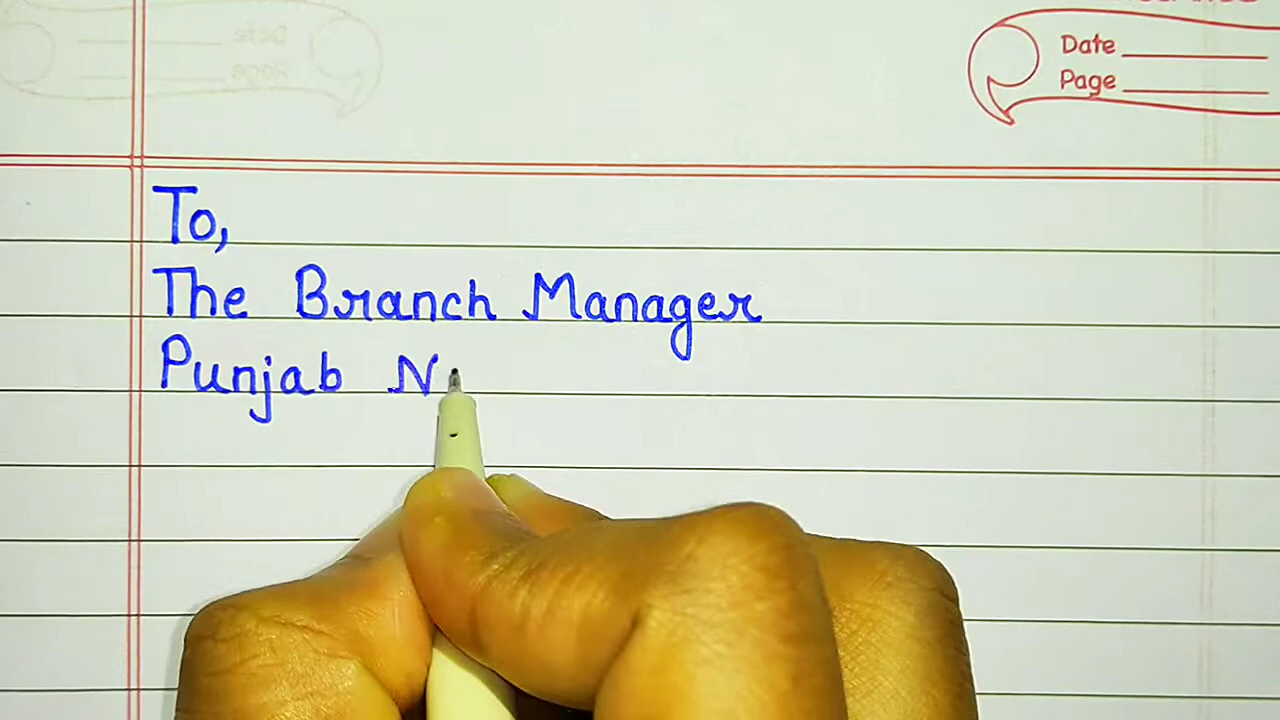 Date
Page
To,
The Branch Manager
Punjab N